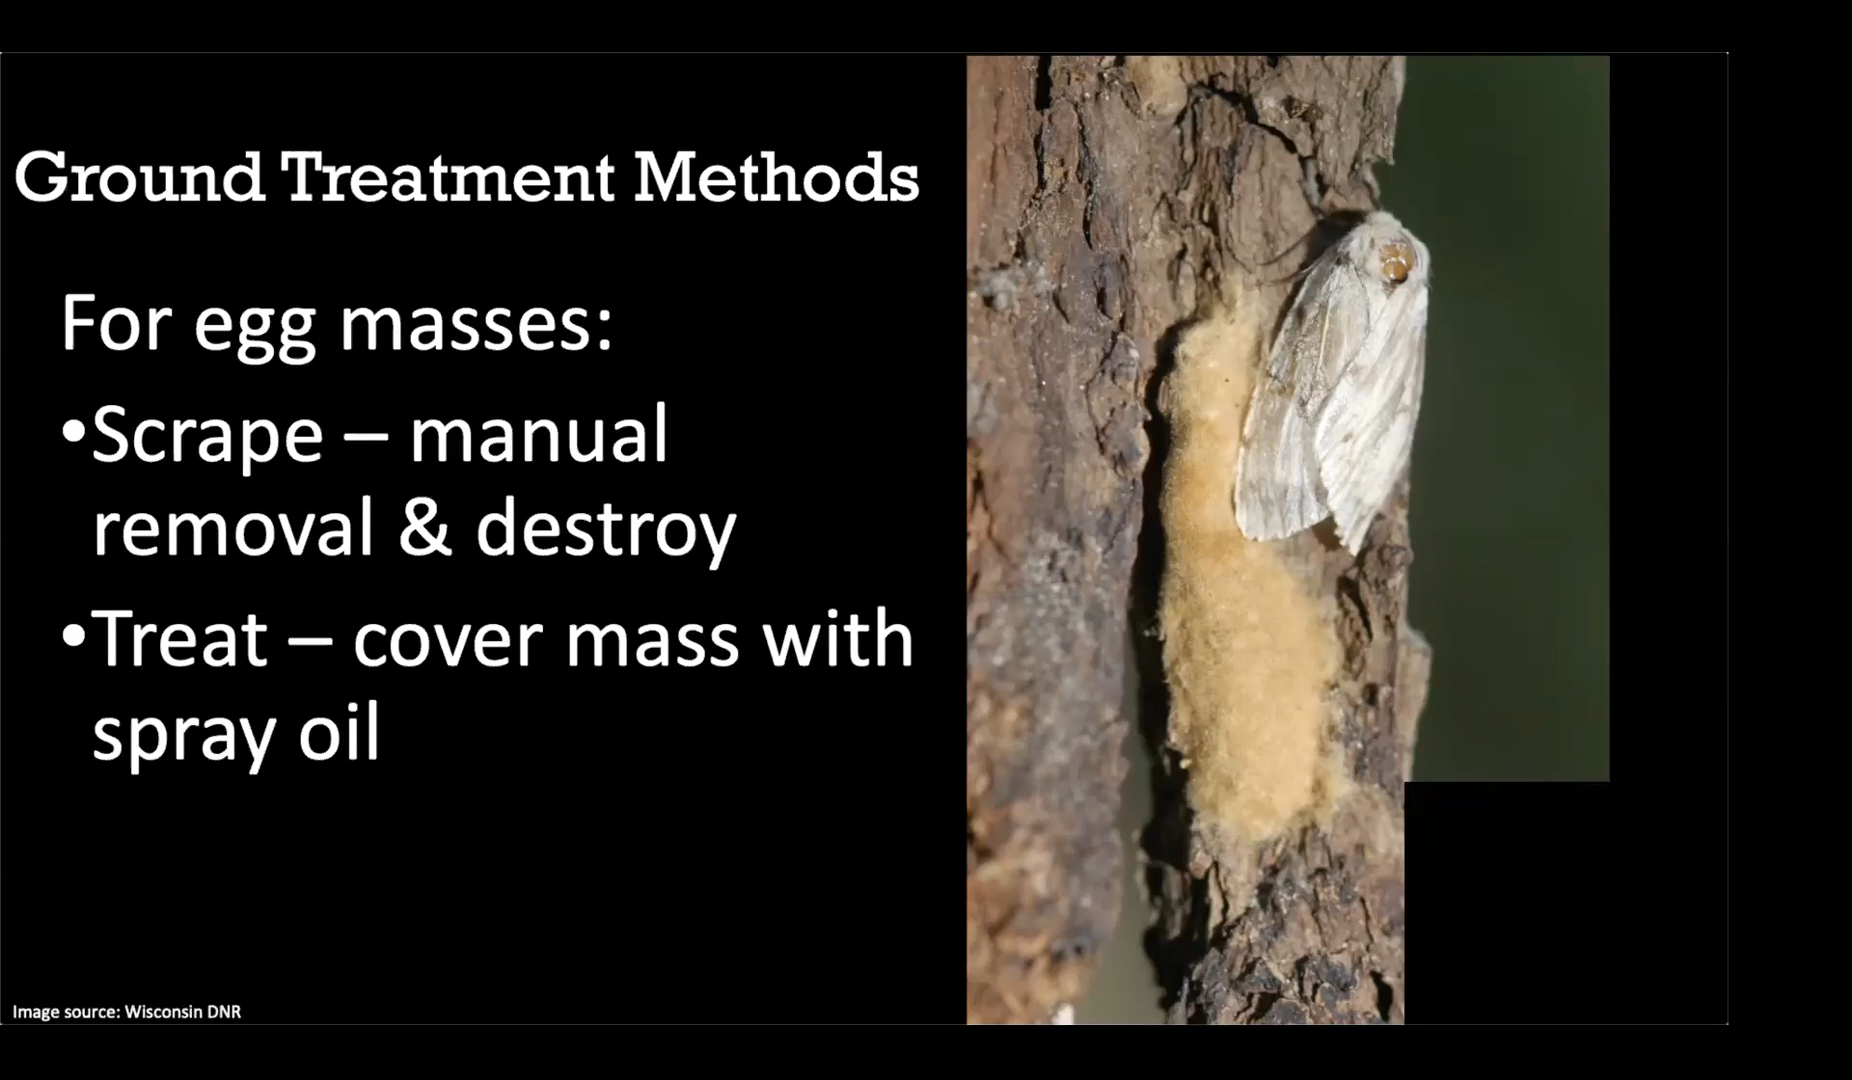 Ground Treatment Methods
For egg masses:
•Scrape – manual
removal & destroy
•Treat – cover mass with
spray oil
Image source: Wisconsin DNR